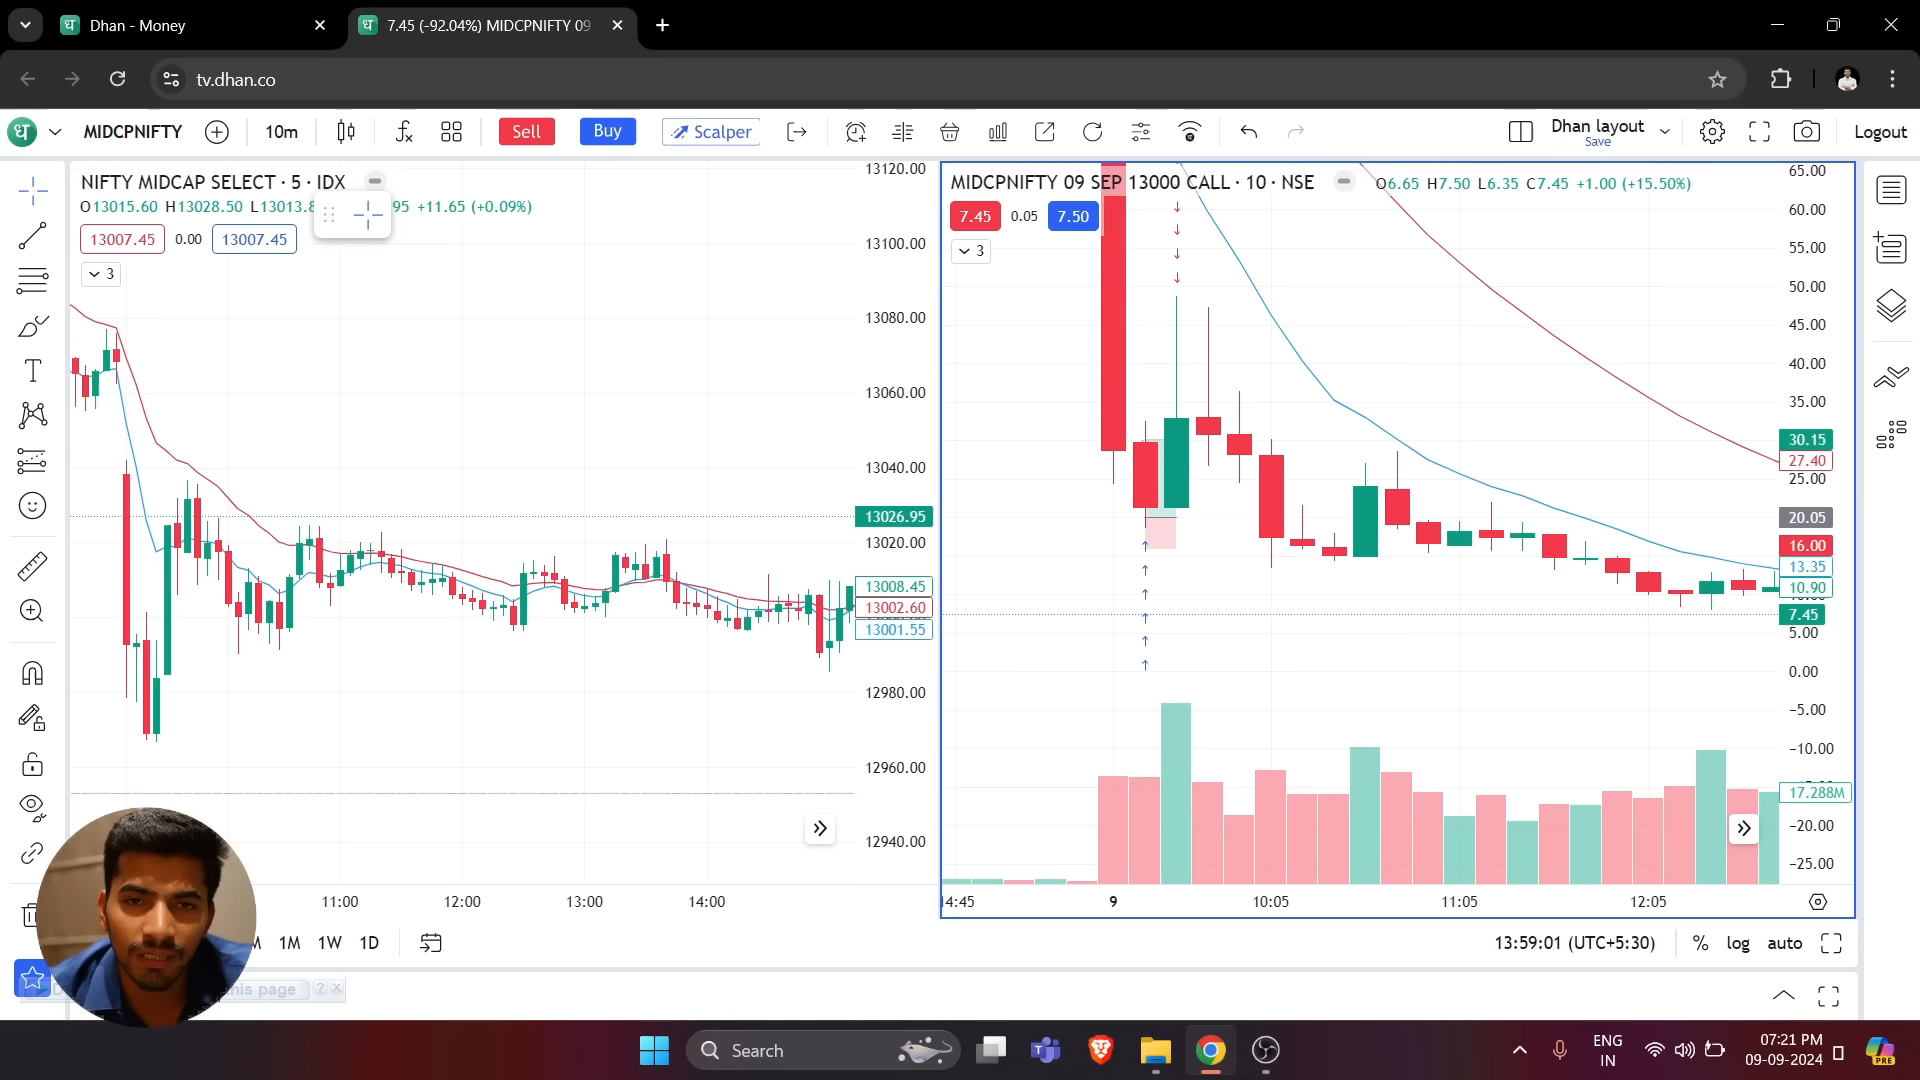 Dhan - Money
7.45 (-92.04%) MIDCPNIFTY 09
tv.dhan.co
ध MIDCPNIFTY 10m Sell Buy Scalper Dhan layout Save Logout
NIFTY MIDCAP SELECT · 5 · IDX
O13015.60 H13028.50 L13013.8 95 +11.65 (+0.09%)
13007.45 0.00 13007.45
3
13120.00
13100.00
13080.00
13060.00
13040.00
13026.95
13020.00
13008.45
13002.60
13001.55
12980.00
12960.00
12940.00
11:00 12:00 13:00 14:00
MIDCPNIFTY 09 SEP 13000 CALL · 10 · NSE O6.65 H7.50 L6.35 C7.45 +1.00 (+15.50%)
7.45 0.05 7.50
3
65.00
60.00
55.00
50.00
45.00
40.00
35.00
30.15
27.40
25.00
20.05
16.00
13.35
10.90
7.45
5.00
0.00
−5.00
−10.00
17.288M
−20.00
−25.00
4:45 9 10:05 11:05 12:05
1M 1W 1D
13:59:01 (UTC+5:30) % log auto
his page
Search
ENG
IN
07:21 PM
09-09-2024
PRE